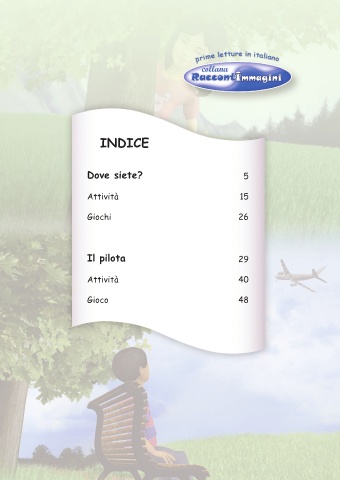 prime letture in italiano
collana
RaccontImmagini
INDICE
Dove siete? 5
Attività 15
Giochi 26
Il pilota 29
Attività 40
Gioco 48